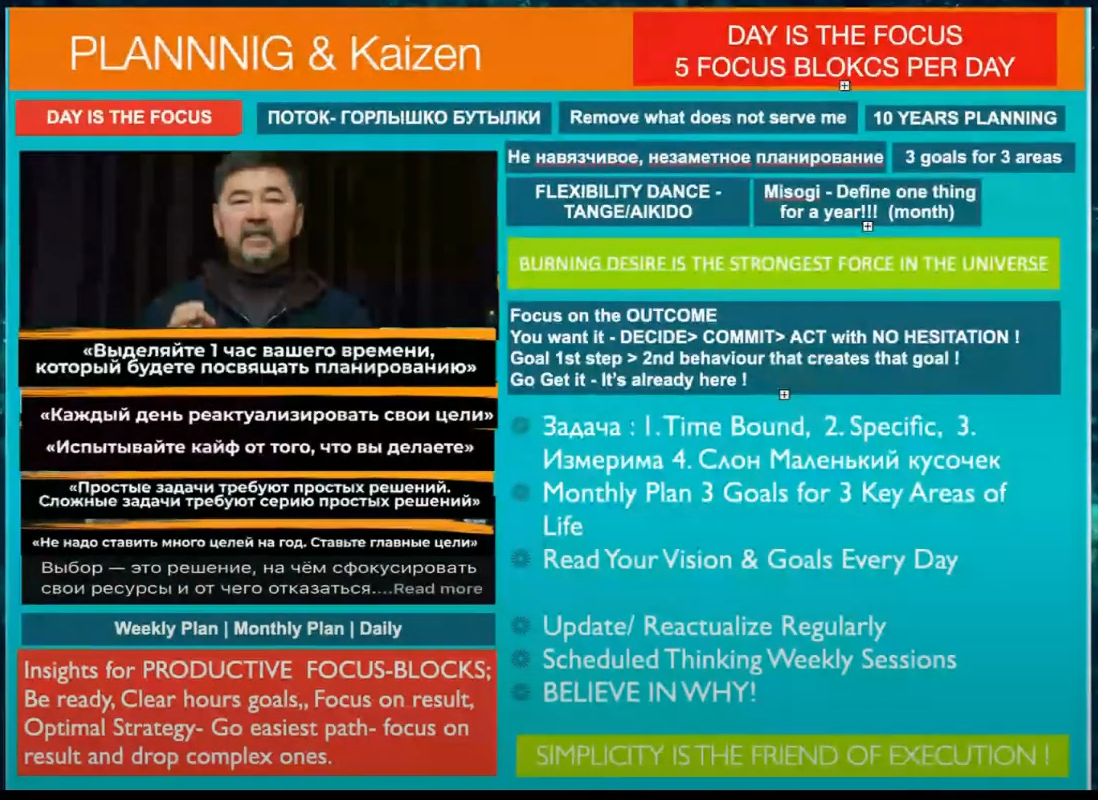 PLANNNIG & Kaizen
DAY IS THE FOCUS
5 FOCUS BLOKCS PER DAY
DAY IS THE FOCUS
ПОТОК- ГОРЛЫШКО БУТЫЛКИ
Remove what does not serve me
10 YEARS PLANNING
Не навязчивое, незаметное планирование
3 goals for 3 areas
FLEXIBILITY DANCE -
TANGE/AIKIDO
Misogi - Define one thing
for a year!!! (month)
BURNING DESIRE IS THE STRONGEST FORCE IN THE UNIVERSE
Focus on the OUTCOME
You want it - DECIDE> COMMIT> ACT with NO HESITATION !
Goal 1st step > 2nd behaviour that creates that goal !
Go Get it - It's already here !
«Выделяйте 1 час вашего времени,
который будете посвящать планированию»
«Каждый день реактуализировать свои цели»
«Испытывайте кайф от того, что вы делаете»
«Простые задачи требуют простых решений.
Сложные задачи требуют серию простых решений»
«Не надо ставить много целей на год. Ставьте главные цели»
Выбор — это решение, на чём сфокусировать
свои ресурсы и от чего отказаться....Read more
Weekly Plan | Monthly Plan | Daily
Insights for PRODUCTIVE FOCUS-BLOCKS;
Be ready, Clear hours goals,, Focus on result,
Optimal Strategy- Go easiest path- focus on
result and drop complex ones.
Задача : 1. Time Bound, 2. Specific, 3.
Измерима 4. Слон Маленький кусочек
Monthly Plan 3 Goals for 3 Key Areas of
Life
Read Your Vision & Goals Every Day
Update/ Reactualize Regularly
Scheduled Thinking Weekly Sessions
BELIEVE IN WHY!
SIMPLICITY IS THE FRIEND OF EXECUTION !